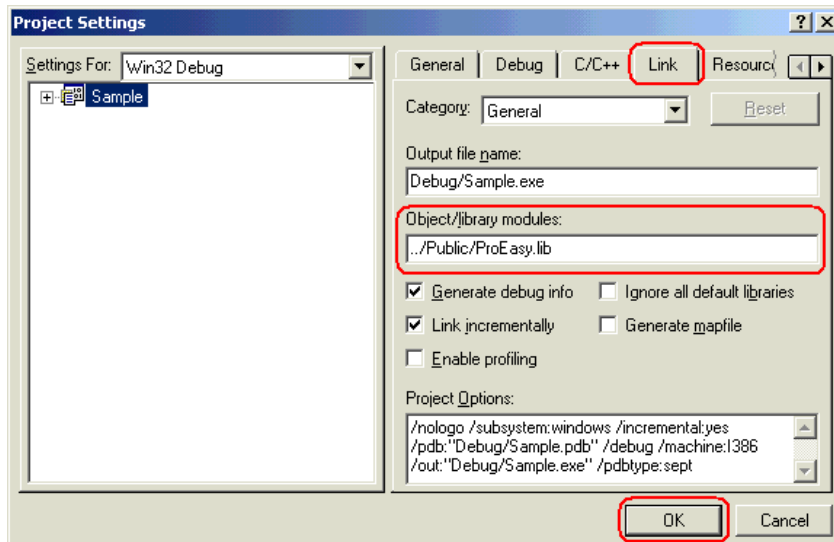 Project Settings
Settings For: Win32 Debug
Sample
General Debug C/C++ Link
Category: General Reset
Output file name:
Debug/Sample.exe
Object/library modules:
../Public/ProEasy.lib
Generate debug info Ignore all default libraries
Link incrementally Generate mapfile
Enable profiling
Project Options:
/nologo /subsystem:windows /incremental:yes
/pdb:"Debug/Sample.pdb" /debug /machine:I386
/out:"Debug/Sample.exe" /pdbtype:sept
OK Cancel